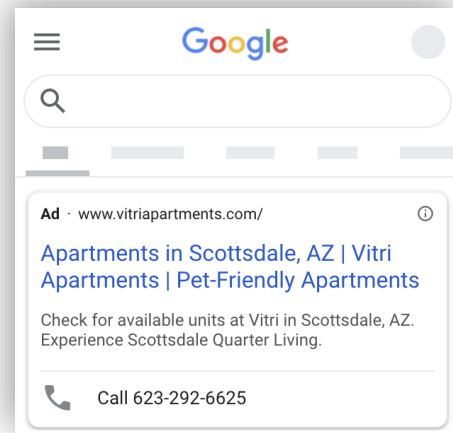 Google
Ad · www.vitriapartments.com/
Apartments in Scottsdale, AZ | Vitri
Apartments | Pet-Friendly Apartments
Check for available units at Vitri in Scottsdale, AZ.
Experience Scottsdale Quarter Living.
Call 623-292-6625